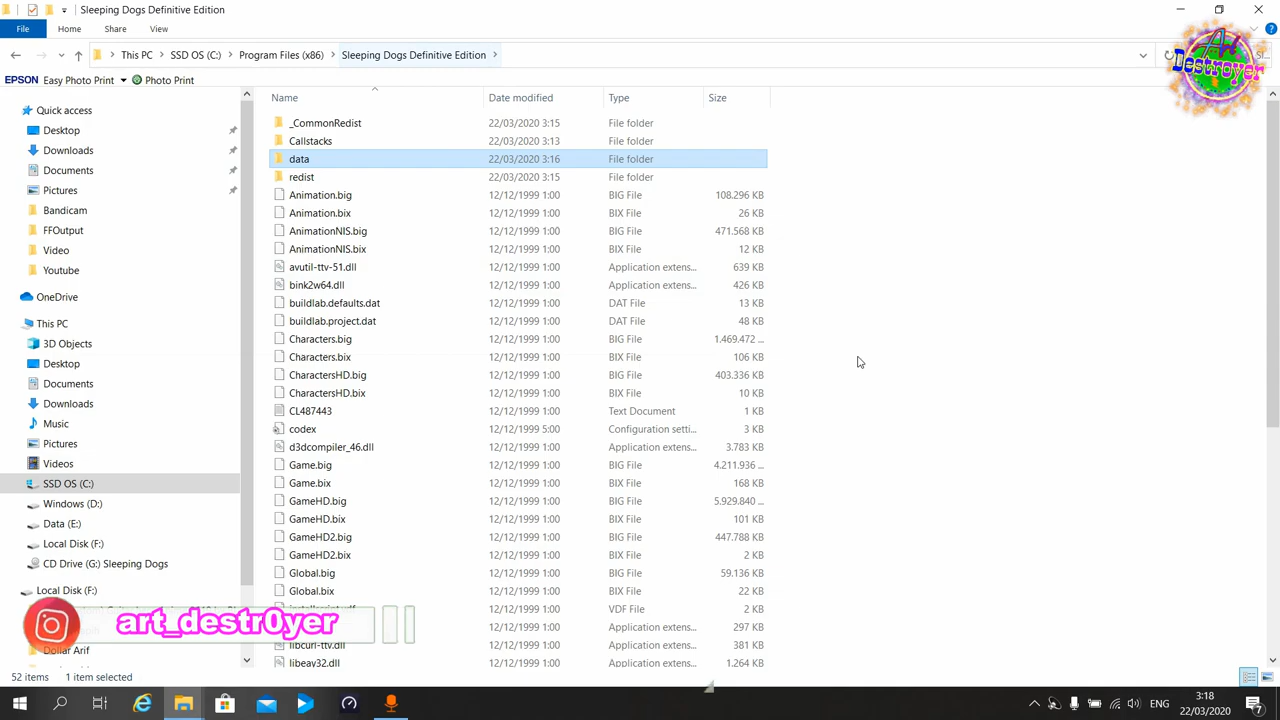 Sleeping Dogs Definitive Edition
File Home Share View
This PC SSD OS (C:) Program Files (x86) Sleeping Dogs Definitive Edition
Art Destroyer
EPSON Easy Photo Print Photo Print
Name Date modified Type Size
Quick access
Desktop
Downloads
Documents
Pictures
Bandicam
FFOutput
Video
Youtube
OneDrive
This PC
3D Objects
Desktop
Documents
Downloads
Music
Pictures
Videos
SSD OS (C:)
Windows (D:)
Data (E:)
Local Disk (F:)
CD Drive (G:) Sleeping Dogs
Local Disk (F:)
Dollar Arif
_CommonRedist 22/03/2020 3:15 File folder
Callstacks 22/03/2020 3:13 File folder
data 22/03/2020 3:16 File folder
redist 22/03/2020 3:15 File folder
Animation.big 12/12/1999 1:00 BIG File 108.296 KB
Animation.bix 12/12/1999 1:00 BIX File 26 KB
AnimationNIS.big 12/12/1999 1:00 BIG File 471.568 KB
AnimationNIS.bix 12/12/1999 1:00 BIX File 12 KB
avutil-ttv-51.dll 12/12/1999 1:00 Application extens... 639 KB
bink2w64.dll 12/12/1999 1:00 Application extens... 426 KB
buildlab.defaults.dat 12/12/1999 1:00 DAT File 13 KB
buildlab.project.dat 12/12/1999 1:00 DAT File 48 KB
Characters.big 12/12/1999 1:00 BIG File 1.469.472 ...
Characters.bix 12/12/1999 1:00 BIX File 106 KB
CharactersHD.big 12/12/1999 1:00 BIG File 403.336 KB
CharactersHD.bix 12/12/1999 1:00 BIX File 10 KB
CL487443 12/12/1999 1:00 Text Document 1 KB
codex 12/12/1999 5:00 Configuration setti... 3 KB
d3dcompiler_46.dll 12/12/1999 1:00 Application extens... 3.783 KB
Game.big 12/12/1999 1:00 BIG File 4.211.936 ...
Game.bix 12/12/1999 1:00 BIX File 168 KB
GameHD.big 12/12/1999 1:00 BIG File 5.929.840 ...
GameHD.bix 12/12/1999 1:00 BIX File 101 KB
GameHD2.big 12/12/1999 1:00 BIG File 447.788 KB
GameHD2.bix 12/12/1999 1:00 BIX File 2 KB
Global.big 12/12/1999 1:00 BIG File 59.136 KB
Global.bix 12/12/1999 1:00 BIX File 22 KB
12/12/1999 1:00 VDF File 2 KB
12/12/1999 1:00 Application extens... 297 KB
libcurl-ttv.dll 12/12/1999 1:00 Application extens... 381 KB
libeay32.dll 12/12/1999 1:00 Application extens... 1.264 KB
art_destr0yer
52 items 1 item selected
ENG
3:18
22/03/2020